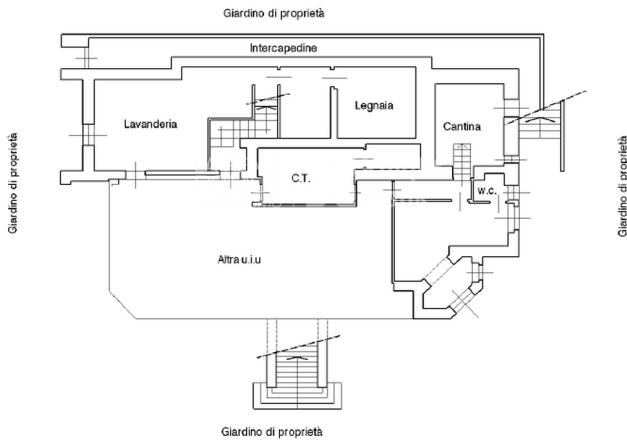 Giardino di proprietà
Intercapedine
Legnaia
Lavanderia
Cantina
Giardino di proprietà
Giardino di proprietà
C.T.
w.c.
Altra u.i.u
Giardino di proprietà